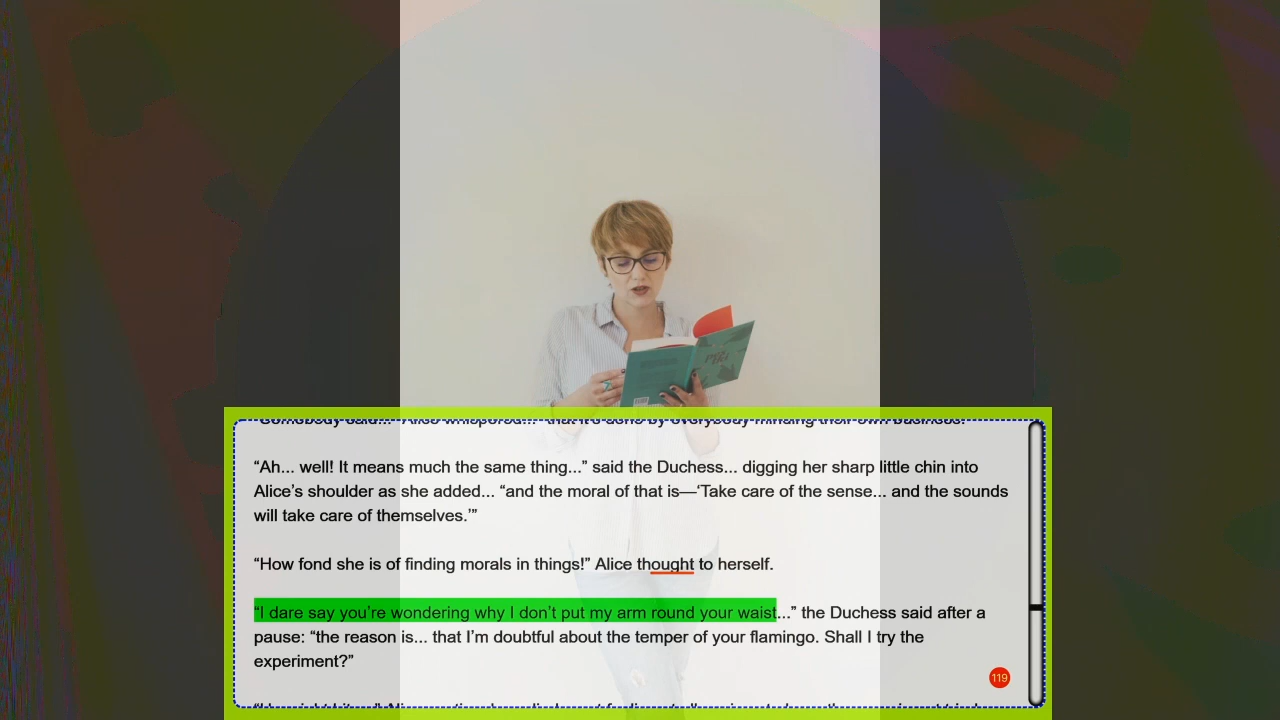 “Ah... well! It means much the same thing...” said the Duchess... digging her sharp little chin into
Alice’s shoulder as she added... “and the moral of that is—‘Take care of the sense... and the sounds
will take care of themselves.’”
“How fond she is of finding morals in things!” Alice thought to herself.
“I dare say you’re wondering why I don’t put my arm round your waist...” the Duchess said after a
pause: “the reason is... that I’m doubtful about the temper of your flamingo. Shall I try the
experiment?”
119